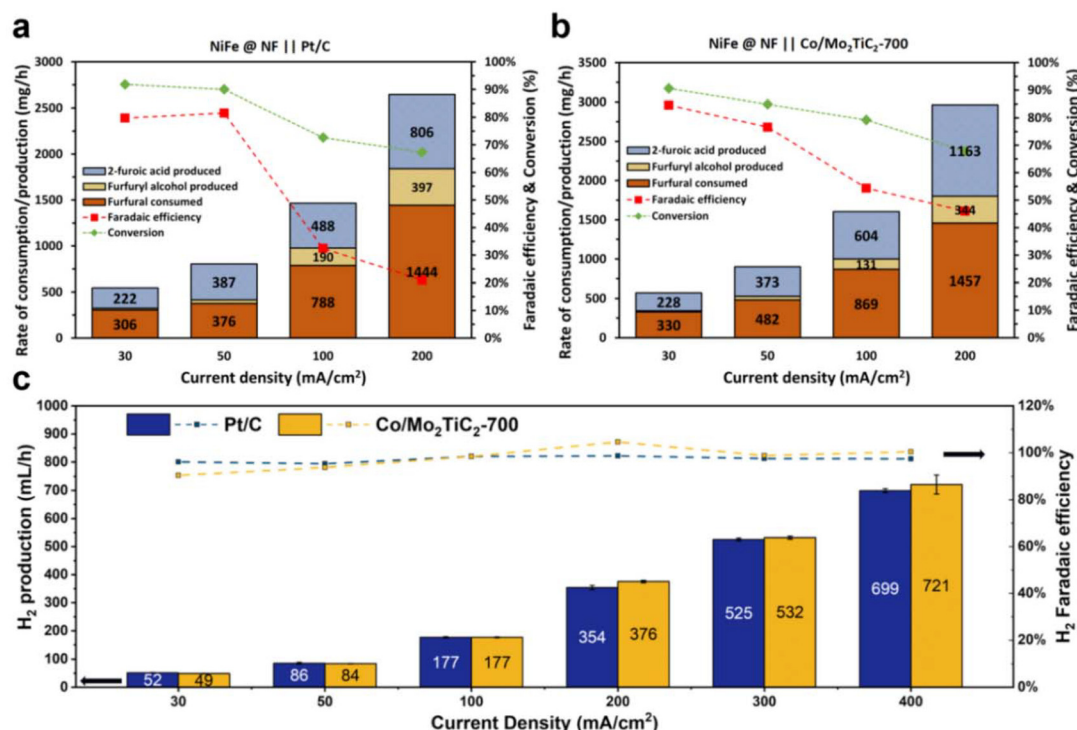 a
NiFe @ NF || Pt/C
Rate of consumption/production (mg/h)
3000
2500
2000
1500
1000
500
0
2-furoic acid produced
Furfuryl alcohol produced
Furfural consumed
Faradaic efficiency
Conversion
222
306
387
376
488
190
788
806
397
1444
100%
90%
80%
70%
60%
50%
40%
30%
20%
10%
0%
Faradaic efficiency & Conversion (%)
30 50 100 200
Current density (mA/cm²)
b
NiFe @ NF || Co/Mo₂TiC₂-700
Rate of consumption/production (mg/h)
3500
3000
2500
2000
1500
1000
500
0
2-furoic acid produced
Furfuryl alcohol produced
Furfural consumed
Faradaic efficiency
Conversion
228
330
373
482
604
131
869
1163
344
1457
100%
90%
80%
70%
60%
50%
40%
30%
20%
10%
0%
Faradaic efficiency & Conversion (%)
30 50 100 200
Current density (mA/cm²)
c
H₂ production (mL/h)
1000
900
800
700
600
500
400
300
200
100
0
Pt/C Co/Mo₂TiC₂-700
52 49
86 84
177 177
354 376
525 532
699 721
120%
100%
80%
60%
40%
20%
0%
H₂ Faradaic efficiency
30 50 100 200 300 400
Current Density (mA/cm²)